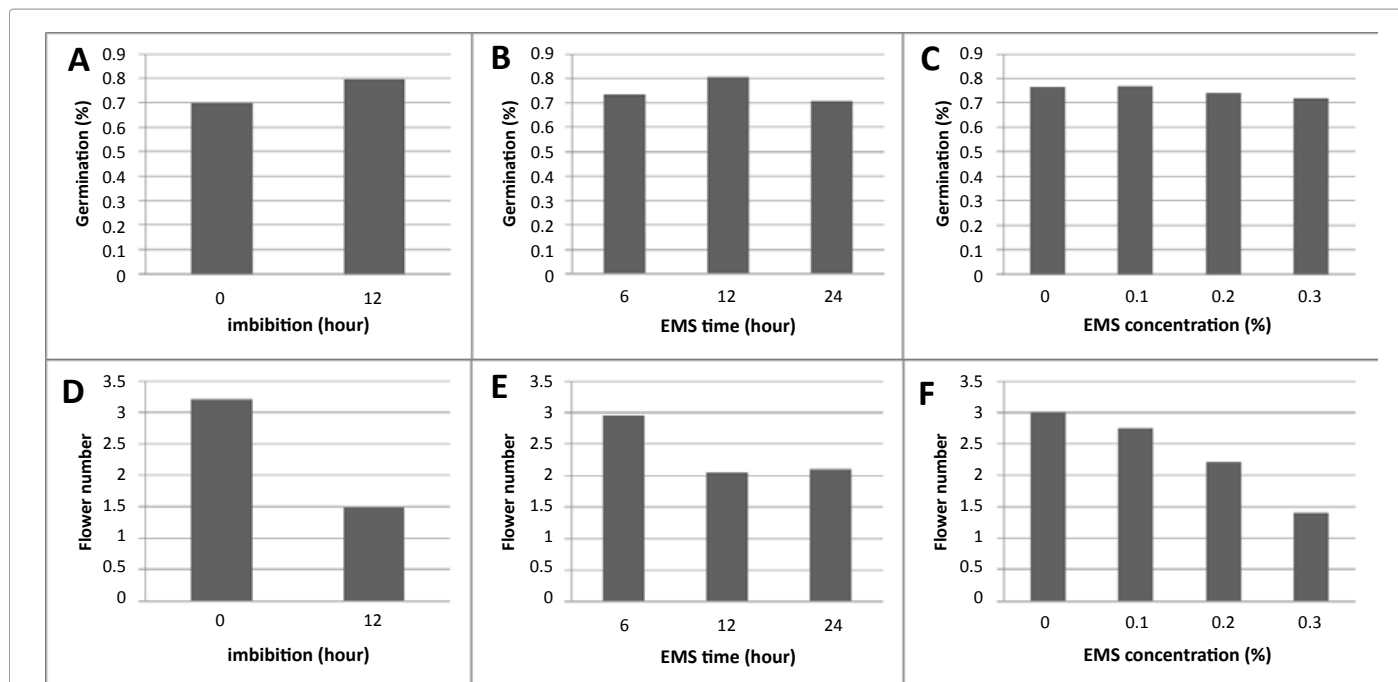 A
Germination (%)
0.9
0.8
0.7
0.6
0.5
0.4
0.3
0.2
0.1
0
0 12
imbibition (hour)
B
Germination (%)
0.9
0.8
0.7
0.6
0.5
0.4
0.3
0.2
0.1
0
6 12 24
EMS time (hour)
C
Germination (%)
0.9
0.8
0.7
0.6
0.5
0.4
0.3
0.2
0.1
0
0 0.1 0.2 0.3
EMS concentration (%)
D
Flower number
3.5
3
2.5
2
1.5
1
0.5
0
0 12
imbibition (hour)
E
Flower number
3.5
3
2.5
2
1.5
1
0.5
0
6 12 24
EMS time (hour)
F
Flower number
3.5
3
2.5
2
1.5
1
0.5
0
0 0.1 0.2 0.3
EMS concentration (%)